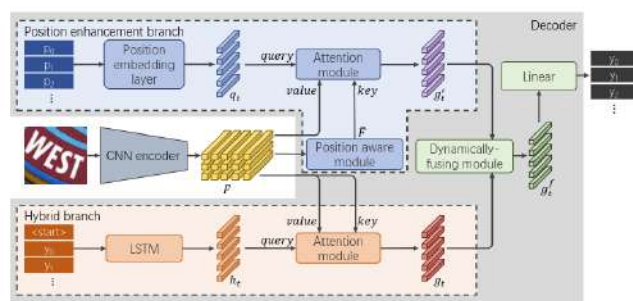 Position enhancement branch
Decoder
p₀
p₁
p₂
⋮
Position embedding layer
qₜ
query
value
Attention module
key
g′ₜ
Linear
y₀
y₁
y₂
⋮
WEST
CNN encoder
p
F
Position aware module
Dynamically-fusing module
gₜᶠ
Hybrid branch
<start>
y₀
y₁
⋮
LSTM
hₜ
query
value
key
Attention module
gₜ